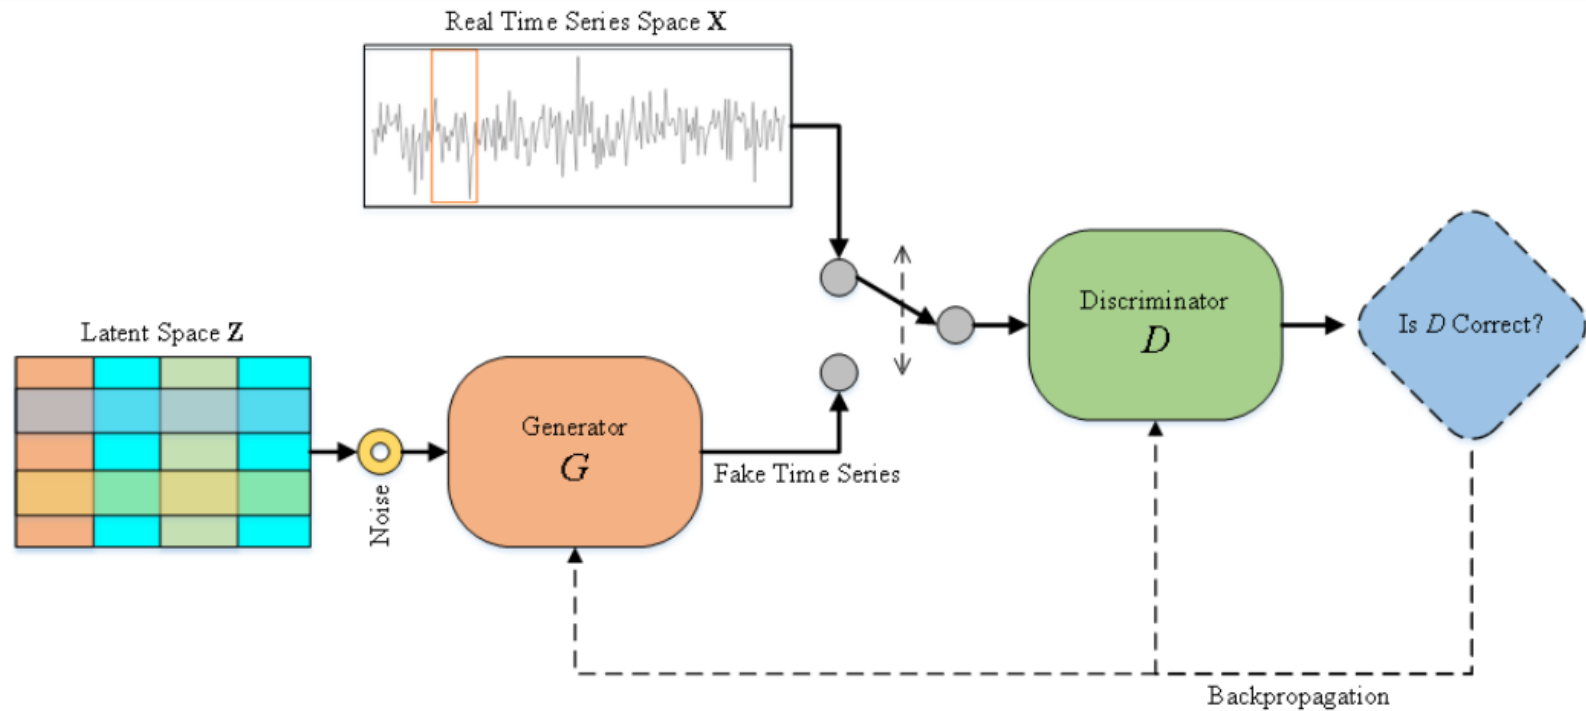 Real Time Series Space X
Latent Space Z
Noise
Generator
G
Fake Time Series
Discriminator
D
Is D Correct?
Backpropagation